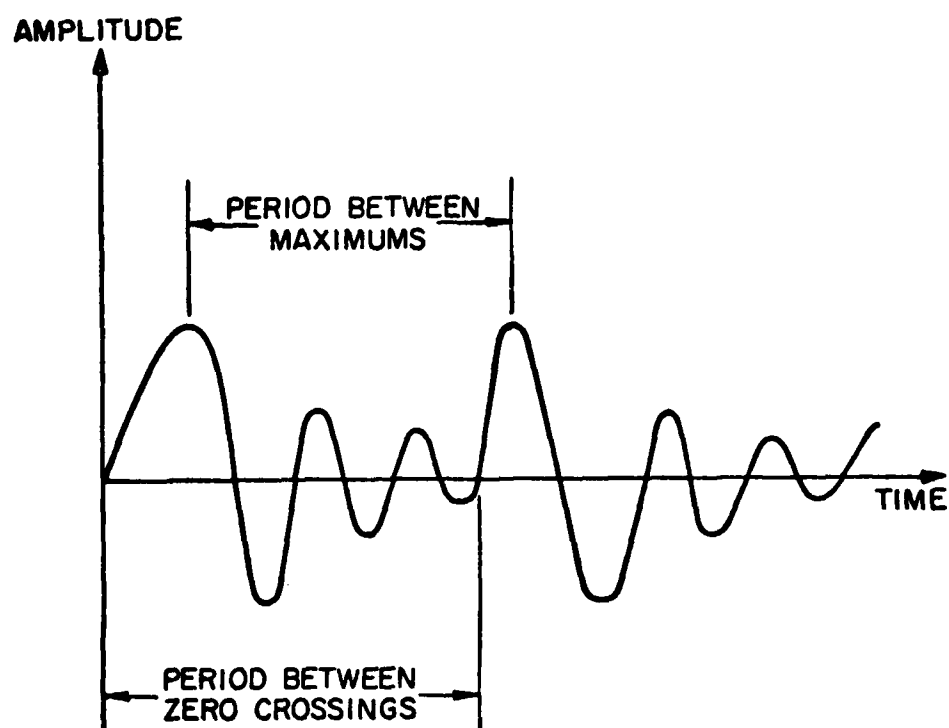 AMPLITUDE
PERIOD BETWEEN
MAXIMUMS
TIME
PERIOD BETWEEN
ZERO CROSSINGS